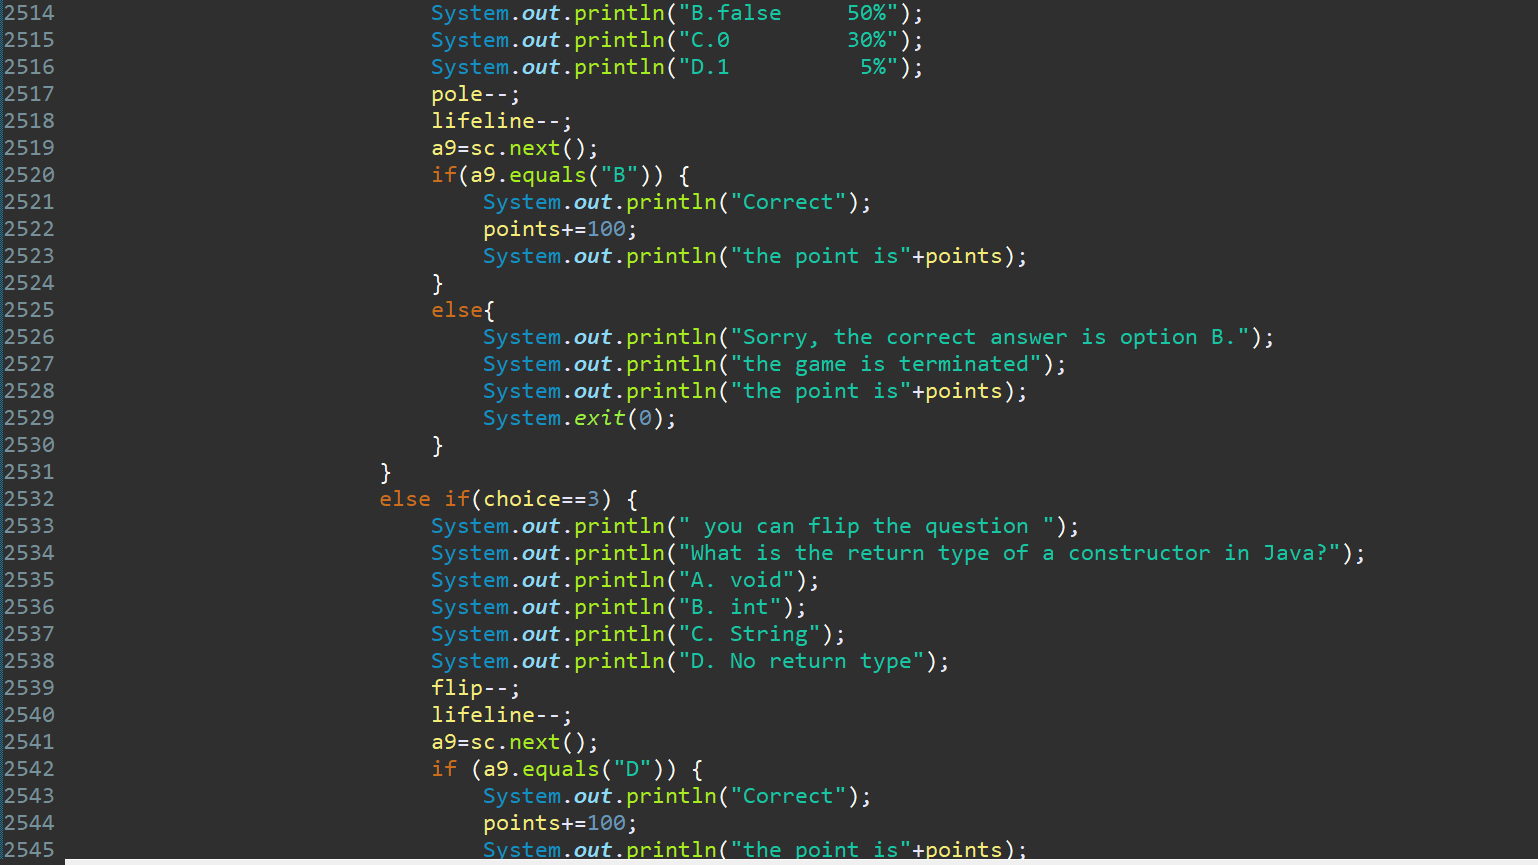 2514 System.out.println("B.false     50%");
2515 System.out.println("C.0         30%");
2516 System.out.println("D.1          5%");
2517 pole--;
2518 lifeline--;
2519 a9=sc.next();
2520 if(a9.equals("B")) {
2521 System.out.println("Correct");
2522 points+=100;
2523 System.out.println("the point is"+points);
2524 }
2525 else{
2526 System.out.println("Sorry, the correct answer is option B.");
2527 System.out.println("the game is terminated");
2528 System.out.println("the point is"+points);
2529 System.exit(0);
2530 }
2531 }
2532 else if(choice==3) {
2533 System.out.println(" you can flip the question ");
2534 System.out.println("What is the return type of a constructor in Java?");
2535 System.out.println("A. void");
2536 System.out.println("B. int");
2537 System.out.println("C. String");
2538 System.out.println("D. No return type");
2539 flip--;
2540 lifeline--;
2541 a9=sc.next();
2542 if (a9.equals("D")) {
2543 System.out.println("Correct");
2544 points+=100;
2545 System.out.println("the point is"+points);